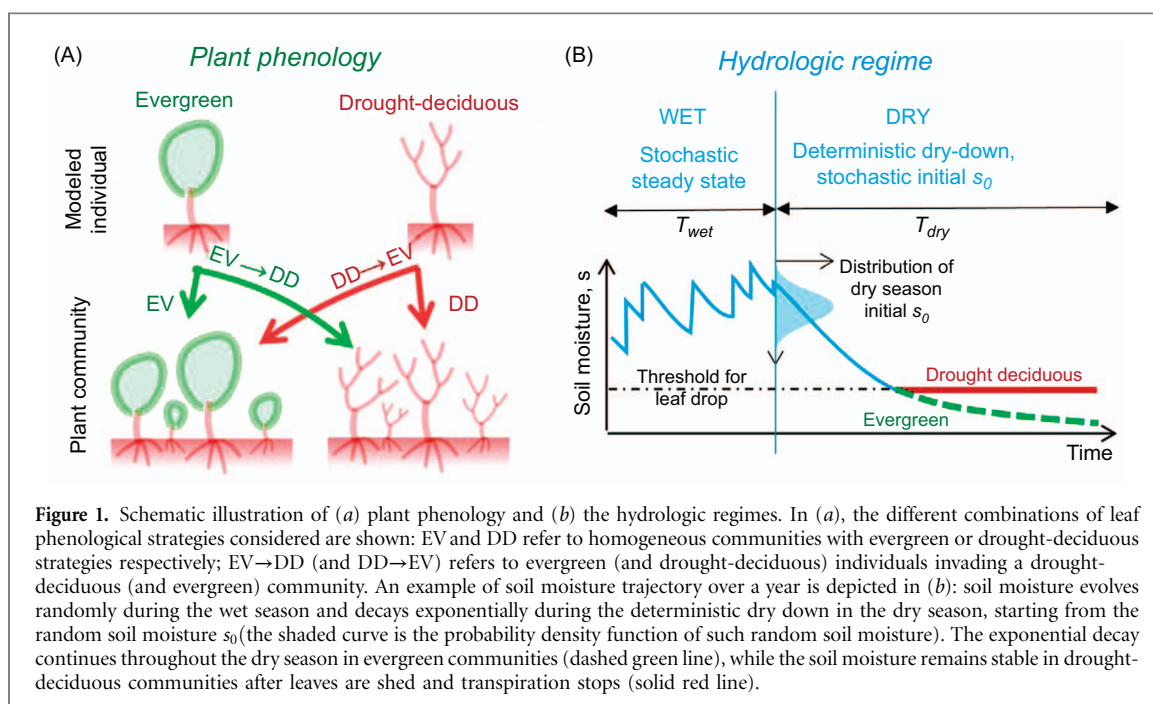 (A)
Plant phenology
Evergreen
Drought-deciduous
Modeled
individual
EV→DD
DD→EV
EV
DD
Plant community
(B)
Hydrologic regime
WET
DRY
Stochastic
steady state
Deterministic dry-down,
stochastic initial s0
Twet
Tdry
Soil moisture, s
Distribution of
dry season
initial s0
Threshold for
leaf drop
Drought deciduous
Evergreen
Time
Figure 1. Schematic illustration of (a) plant phenology and (b) the hydrologic regimes. In (a), the different combinations of leaf
phenological strategies considered are shown: EV and DD refer to homogeneous communities with evergreen or drought-deciduous
strategies respectively; EV→DD (and DD→EV) refers to evergreen (and drought-deciduous) individuals invading a drought-
deciduous (and evergreen) community. An example of soil moisture trajectory over a year is depicted in (b): soil moisture evolves
randomly during the wet season and decays exponentially during the deterministic dry down in the dry season, starting from the
random soil moisture s0(the shaded curve is the probability density function of such random soil moisture). The exponential decay
continues throughout the dry season in evergreen communities (dashed green line), while the soil moisture remains stable in drought-
deciduous communities after leaves are shed and transpiration stops (solid red line).